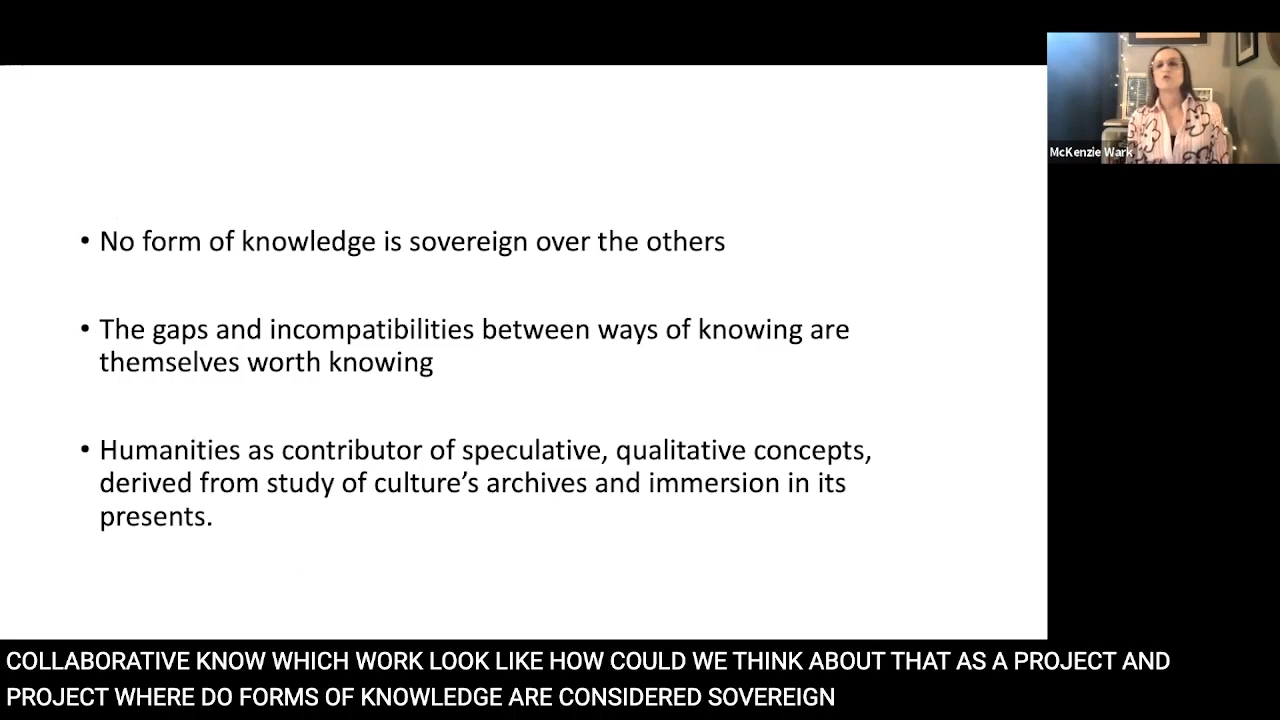 McKenzie Wark
• No form of knowledge is sovereign over the others
• The gaps and incompatibilities between ways of knowing are
themselves worth knowing
• Humanities as contributor of speculative, qualitative concepts,
derived from study of culture’s archives and immersion in its
presents.
COLLABORATIVE KNOW WHICH WORK LOOK LIKE HOW COULD WE THINK ABOUT THAT AS A PROJECT AND
PROJECT WHERE DO FORMS OF KNOWLEDGE ARE CONSIDERED SOVEREIGN